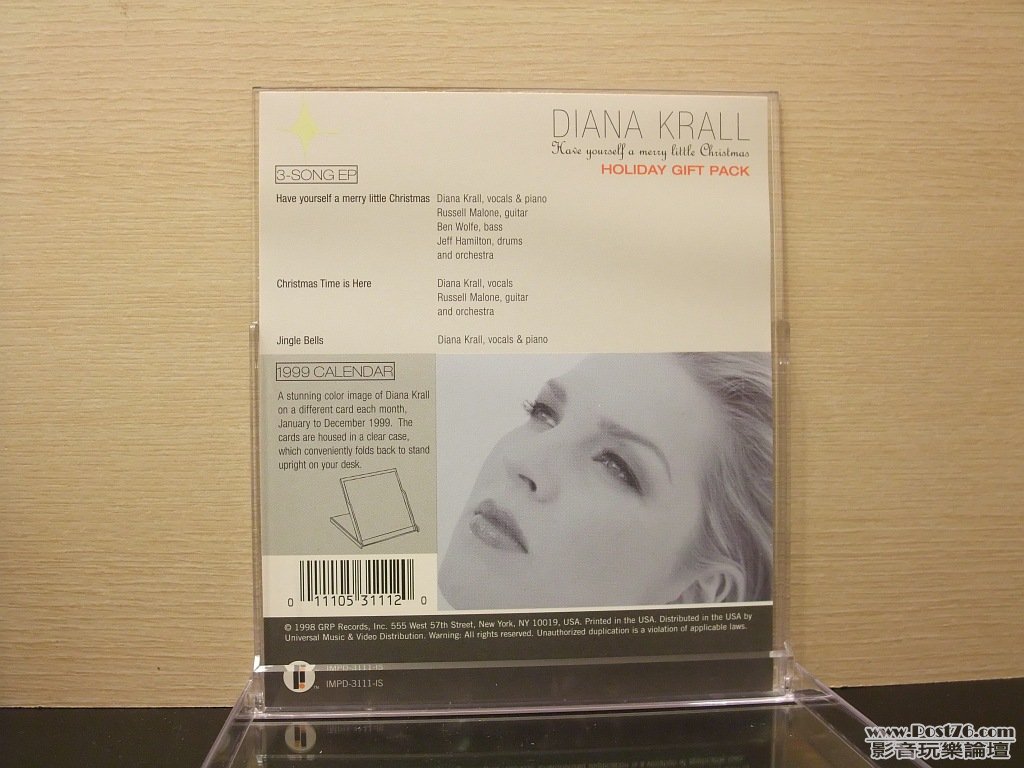 DIANA KRALL
Have yourself a merry little Christmas
HOLIDAY GIFT PACK
3-SONG EP
Have yourself a merry little Christmas Diana Krall, vocals & piano
Russell Malone, guitar
Ben Wolfe, bass
Jeff Hamilton, drums
and orchestra
Christmas Time is Here Diana Krall, vocals
Russell Malone, guitar
and orchestra
Jingle Bells Diana Krall, vocals & piano
1999 CALENDAR
A stunning color image of Diana Krall
on a different card each month,
January to December 1999. The
cards are housed in a clear case,
which conveniently folds back to stand
upright on your desk.
0 11105 31112 0
© 1998 GRP Records, Inc. 555 West 57th Street, New York, NY 10019, USA. Printed in the USA. Distributed in the USA by
Universal Music & Video Distribution. Warning: All rights reserved. Unauthorized duplication is a violation of applicable laws.
IMPD-3111-IS
IMPD-3111-IS
www.Post76.com
影音玩樂論壇